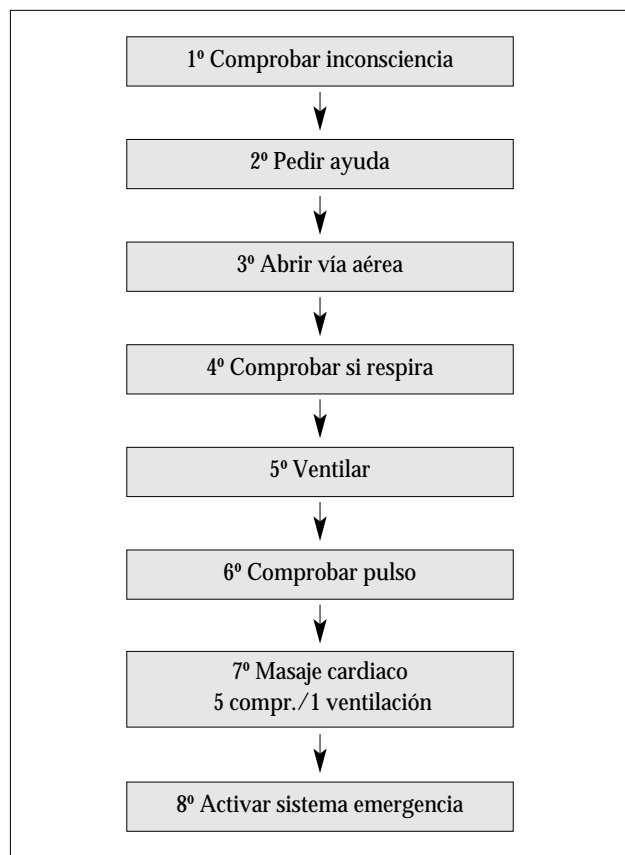 1º Comprobar inconsciencia
2º Pedir ayuda
3º Abrir vía aérea
4º Comprobar si respira
5º Ventilar
6º Comprobar pulso
7º Masaje cardiaco
5 compr./1 ventilación
8º Activar sistema emergencia